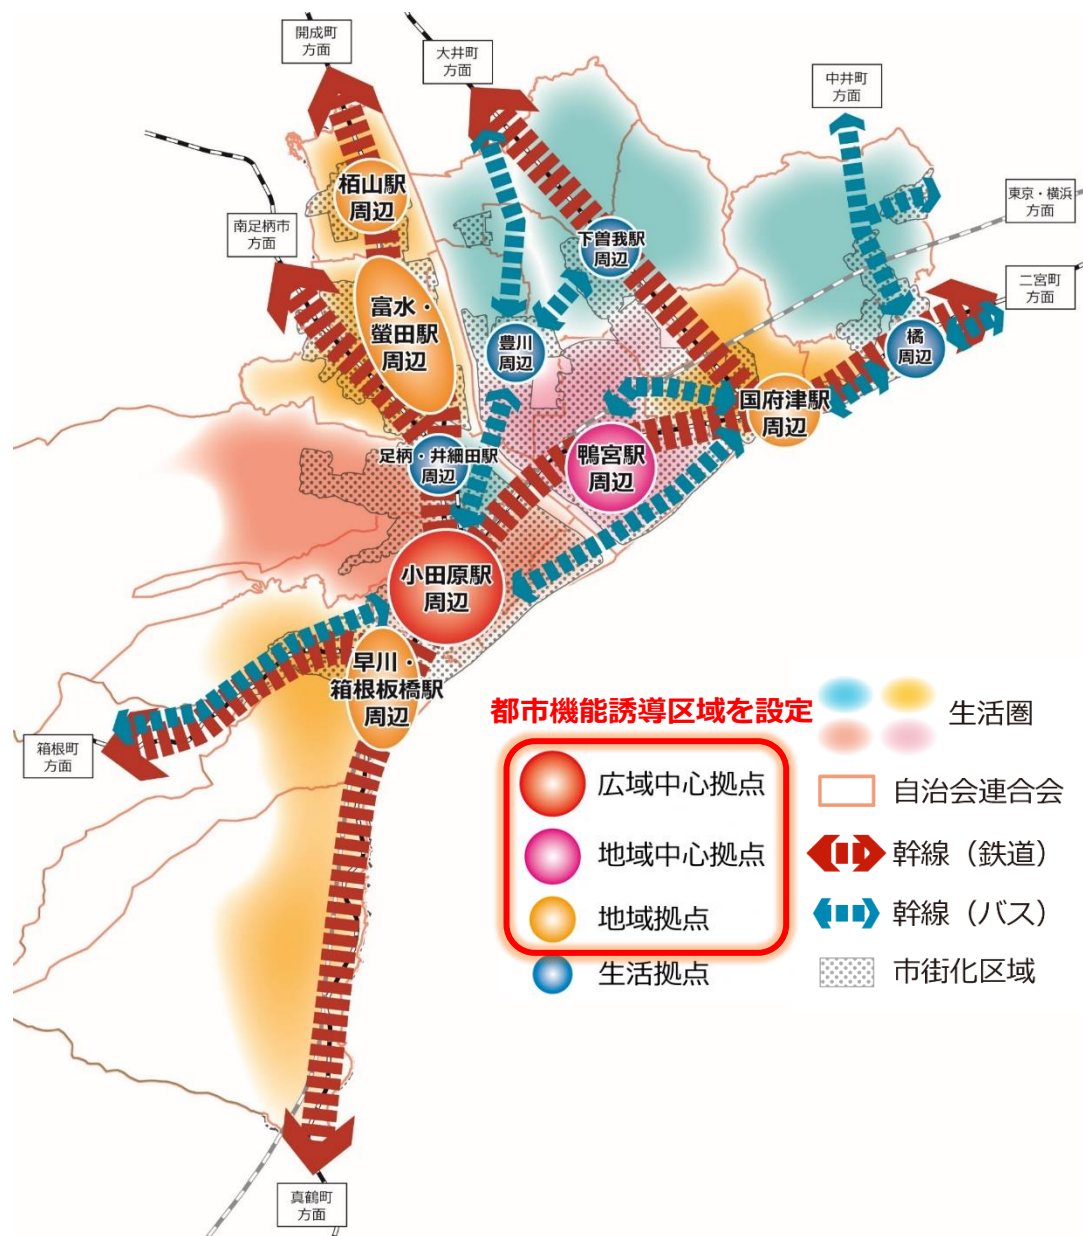 開成町
方面
大井町
方面
中井町
方面
東京・横浜
方面
南足柄市
方面
二宮町
方面
栢山駅
周辺
下曽我駅
周辺
富水・
螢田駅
周辺
豊川
周辺
橘
周辺
国府津駅
周辺
足柄・井細田駅
周辺
鴨宮駅
周辺
小田原駅
周辺
早川・
箱根板橋駅
周辺
箱根町
方面
真鶴町
方面
都市機能誘導区域を設定
広域中心拠点
地域中心拠点
地域拠点
生活拠点
生活圏
自治会連合会
幹線（鉄道）
幹線（バス）
市街化区域